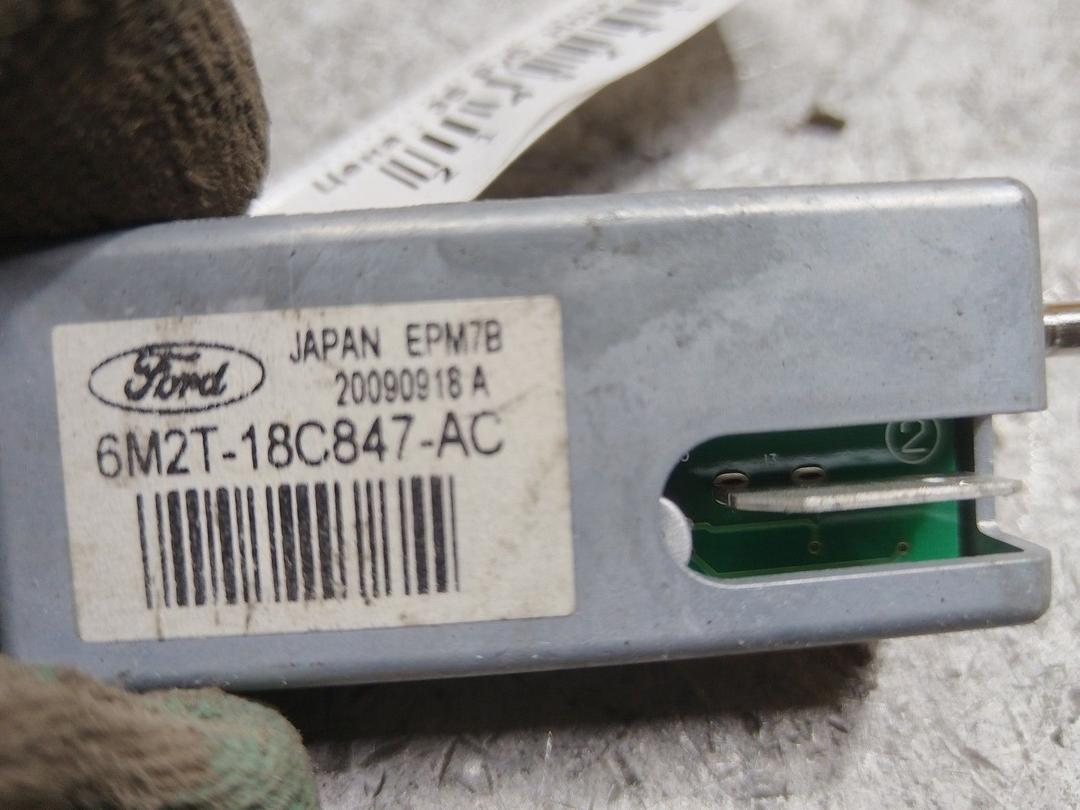 Ford
JAPAN EPM7B
20090918 A
6M2T-18C847-AC
2